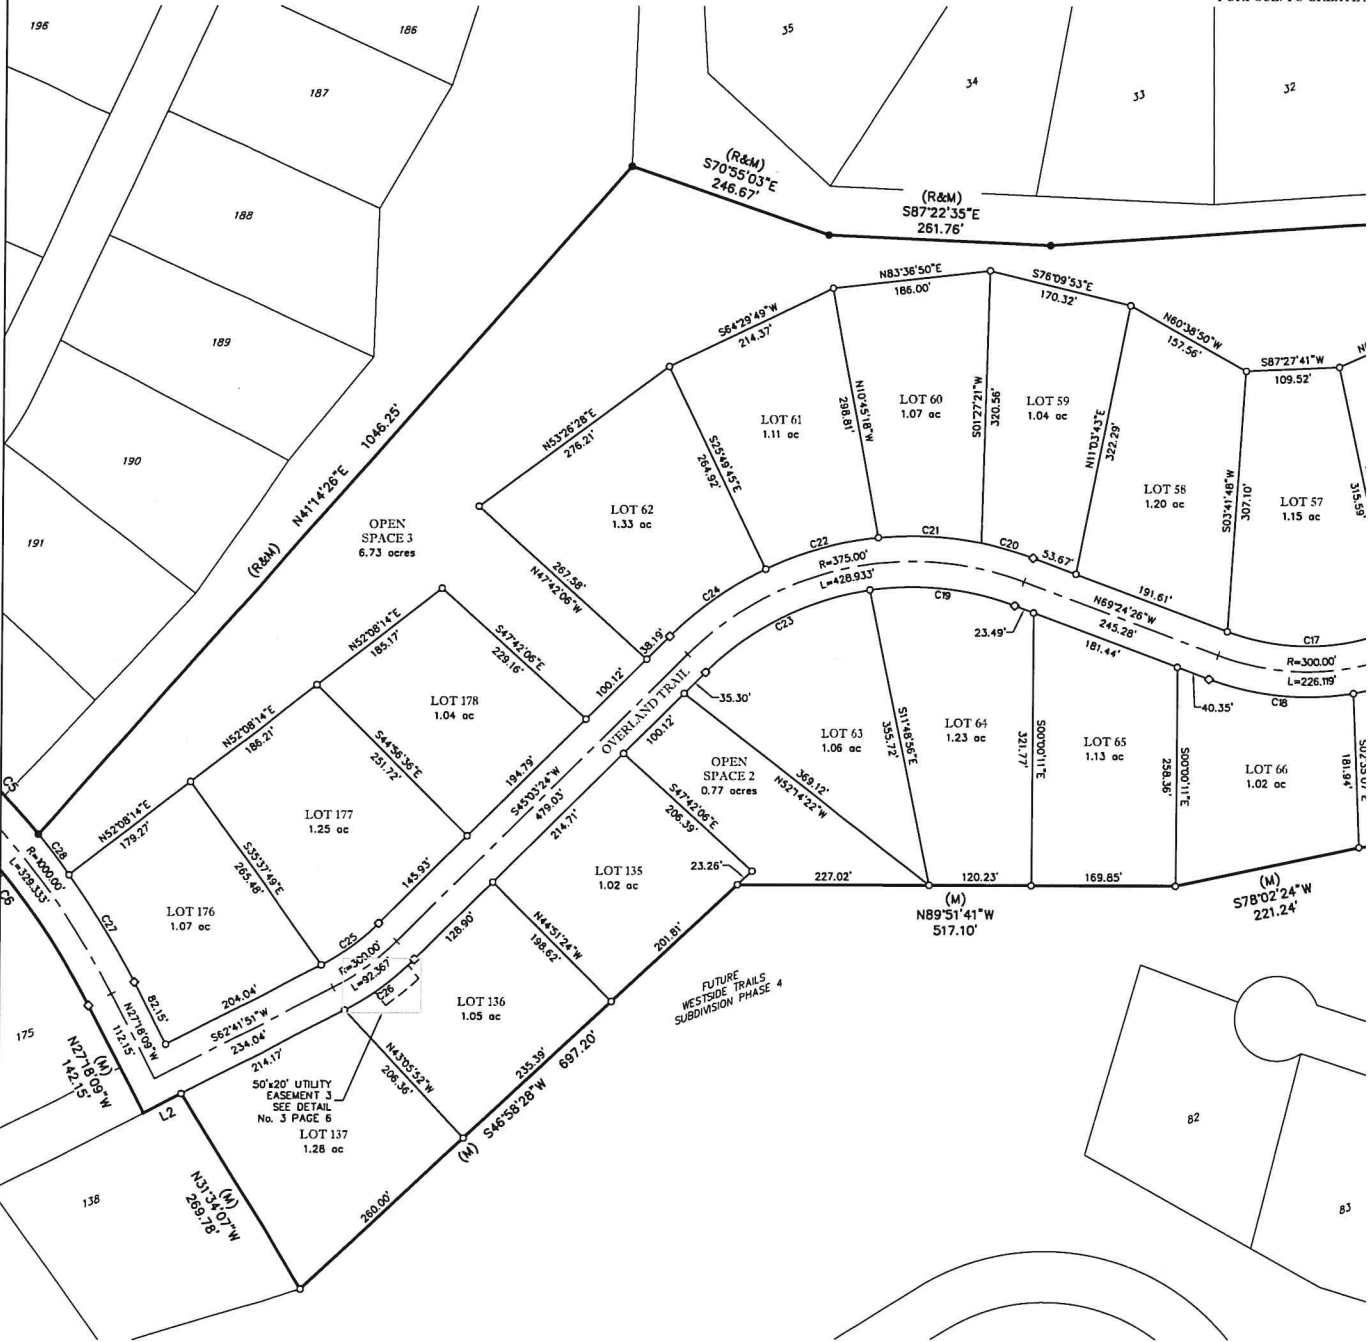 196
186
187
188
189
190
191
35
34
33
32
(R&M)
S70°55'03"E
246.67'
(R&M)
S87°22'35"E
261.76'
N83°36'50"E
186.00'
S76°09'53"E
170.32'
S64°29'49"W
214.37'
N60°38'50"W
157.56'
S87°27'41"W
109.52'
N41°14'26"E 1046.25'
(R&M)
N53°26'28"E
276.21'
S25°49'45"E
264.92'
N10°45'18"W
298.81'
S01°27'21"W
320.56'
N11°03'43"E
322.29'
S03°41'48"W
307.10'
315.59'
LOT 61
1.11 ac
LOT 60
1.07 ac
LOT 59
1.04 ac
LOT 58
1.20 ac
LOT 57
1.15 ac
LOT 62
1.33 ac
OPEN
SPACE 3
6.73 acres
267.58'
N47°42'06"W
C24
C22
C21
C20
53.67'
191.61'
C17
R=375.00'
L=428.933'
N69°24'26"W
245.28'
R=300.00'
L=226.119'
C23
C19
23.49'
181.44'
40.35'
C18
38.19'
100.12'
35.30'
OVERLAND TRAIL
100.12'
N52°08'14"E
185.17'
S47°42'06"E
229.16'
LOT 178
1.04 ac
N52°08'14"E
186.21'
S44°56'36"E
251.72'
194.79'
S45°03'24"W
479.03'
214.71'
LOT 63
1.06 ac
S11°48'56"E
355.72'
LOT 64
1.23 ac
S00°00'11"E
321.77'
LOT 65
1.13 ac
S00°00'11"E
258.36'
LOT 66
1.02 ac
181.94'
OPEN
SPACE 2
0.77 acres
369.12'
N52°14'22"W
S47°42'06"E
206.39'
23.26'
227.02'
120.23'
169.85'
(M)
N89°51'41"W
517.10'
(M)
S78°02'24"W
221.24'
C5
C28
N52°08'14"E
179.27'
S35°37'49"E
265.48'
LOT 177
1.25 ac
145.93'
LOT 135
1.02 ac
R=1000.00'
L=329.333'
C6
C27
LOT 176
1.07 ac
C25
128.90'
N44°51'24"W
198.62'
201.81'
R=300.00'
L=92.367'
C26
LOT 136
1.05 ac
FUTURE
WESTSIDE TRAILS
SUBDIVISION PHASE 4
82.15'
204.04'
S62°41'51"W
234.04'
214.17'
N27°18'09"W
112.15'
175
(M)
N27°18'09"W
142.15'
L2
50'x20' UTILITY
EASEMENT 3
SEE DETAIL
No. 3 PAGE 6
N43°05'52"W
206.36'
235.39'
(M) S46°58'28"W 697.20'
LOT 137
1.28 ac
138
(M)
N31°34'07"W
269.78'
260.00'
82
83